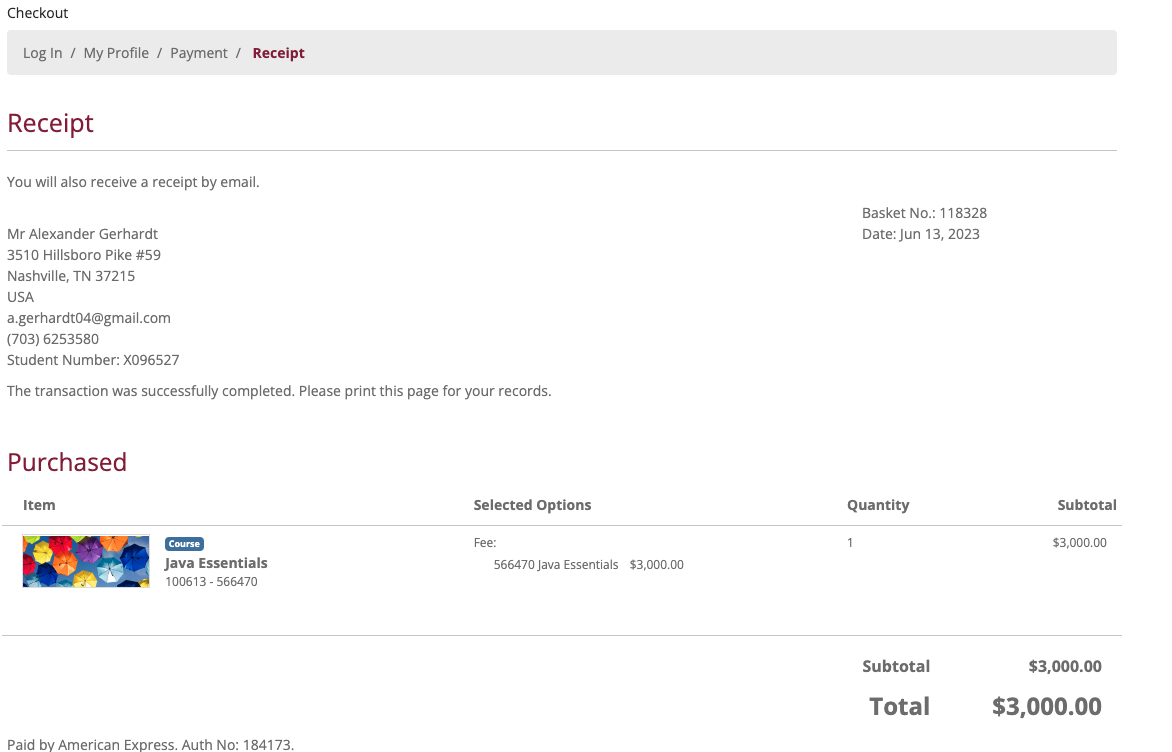 Checkout
Log In / My Profile / Payment / Receipt
Receipt
You will also receive a receipt by email.
Basket No.: 118328
Date: Jun 13, 2023
Mr Alexander Gerhardt
3510 Hillsboro Pike #59
Nashville, TN 37215
USA
a.gerhardt04@gmail.com
(703) 6253580
Student Number: X096527
The transaction was successfully completed. Please print this page for your records.
Purchased
Item Selected Options Quantity Subtotal
Course
Java Essentials
100613 - 566470
Fee:
566470 Java Essentials $3,000.00
1
$3,000.00
Subtotal $3,000.00
Total $3,000.00
Paid by American Express. Auth No: 184173.